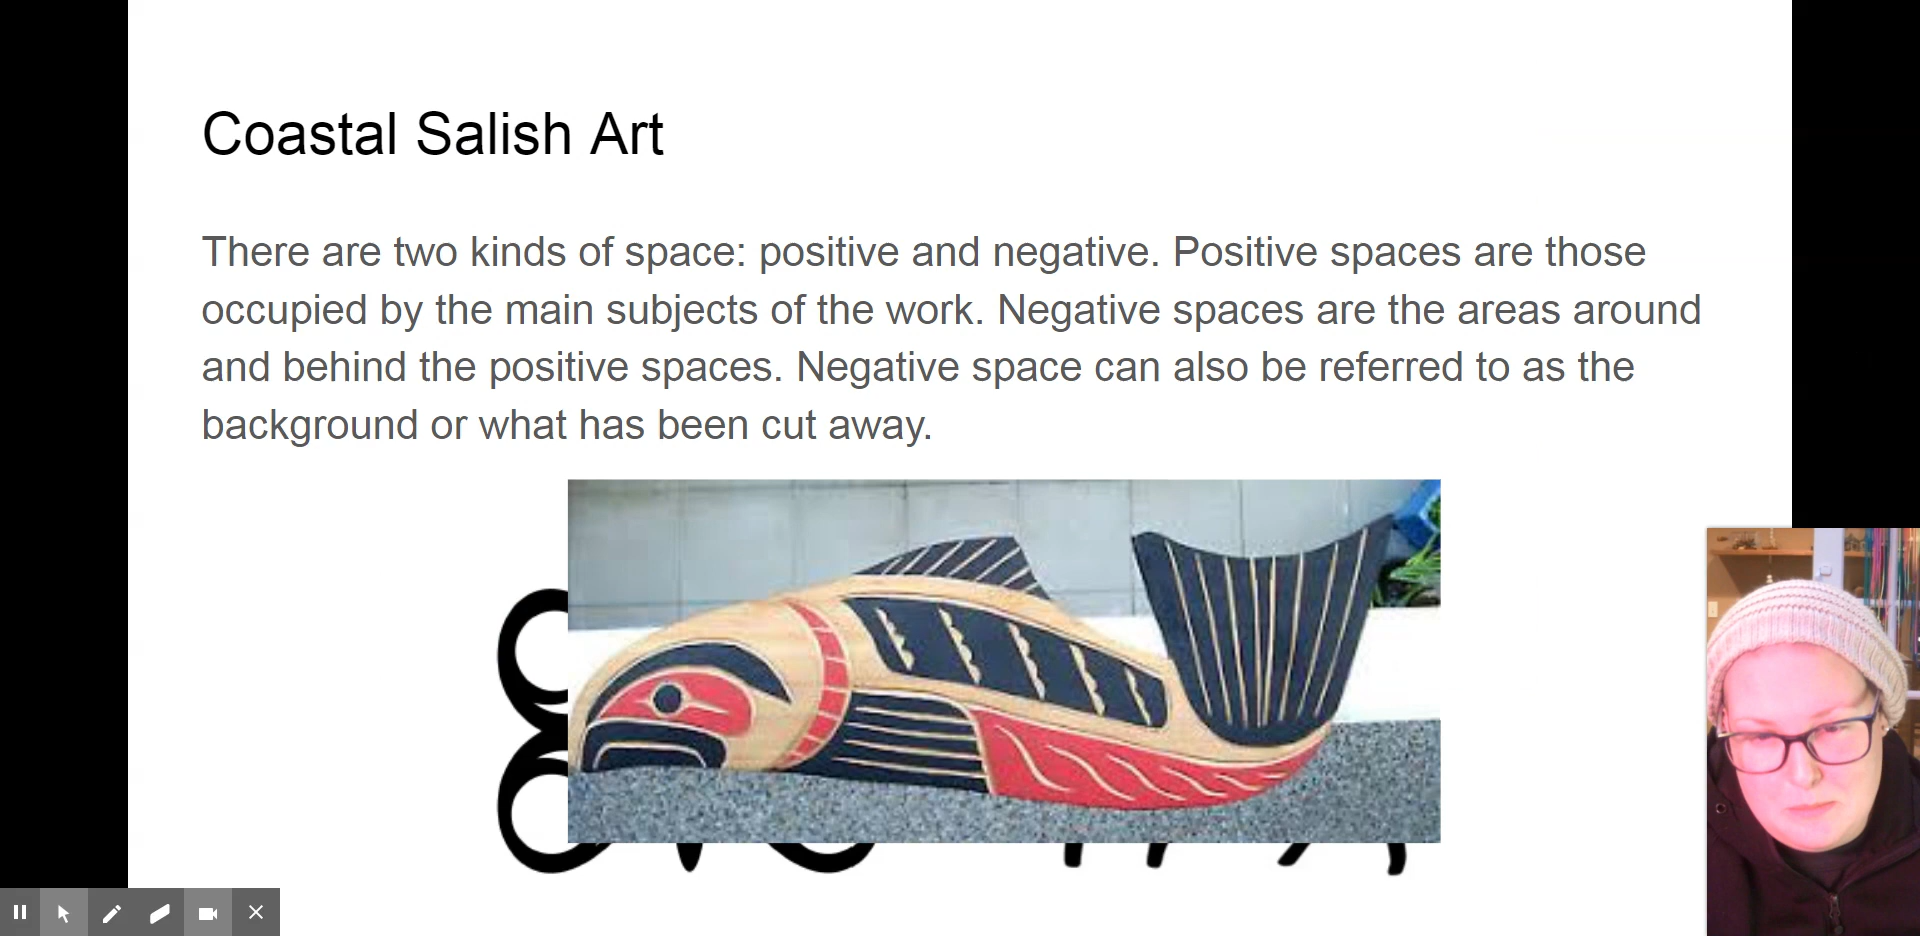 Coastal Salish Art
There are two kinds of space: positive and negative. Positive spaces are those
occupied by the main subjects of the work. Negative spaces are the areas around
and behind the positive spaces. Negative space can also be referred to as the
background or what has been cut away.